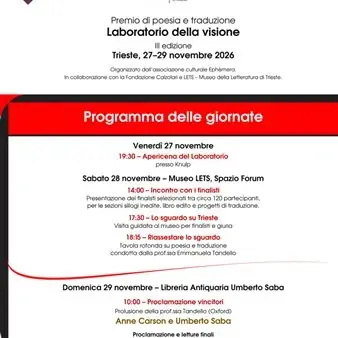 Premio di poesia e traduzione
Laboratorio della visione
III edizione
Trieste, 27–29 novembre 2026
Organizzato dall'associazione culturale Ephémera
In collaborazione con la Fondazione Calzolari e LETS - Museo della Letteratura di Trieste.
Programma delle giornate
Venerdì 27 novembre
19:30 – Apericena del Laboratorio
presso Knulp
Sabato 28 novembre – Museo LETS, Spazio Forum
14:00 – Incontro con i finalisti
Presentazione dei finalisti selezionati tra circa 120 partecipanti,
per le sezioni sillogi inedite, libro edito e progetti di traduzione.
17:30 – Lo sguardo su Trieste
Visita guidata al museo per finalisti e giuria
18:15 – Riassestare lo sguardo
Tavola rotonda su poesia e traduzione
condotta dalla prof.ssa Emmanuela Tandello
Domenica 29 novembre – Libreria Antiquaria Umberto Saba
10:00 – Proclamazione vincitori
Prolusione della prof.ssa Tandello (Oxford)
Anne Carson e Umberto Saba
Proclamazione e letture finali